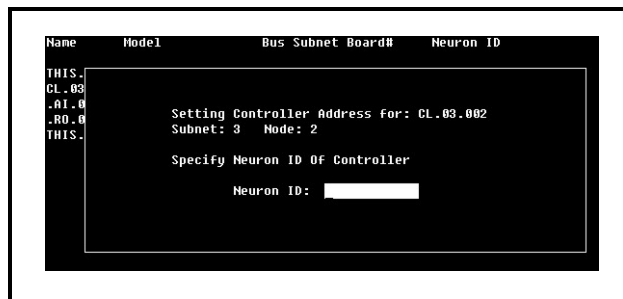 Name Model Bus Subnet Board# Neuron ID
THIS.
CL.03
.AI.0
.RO.0
THIS.
Setting Controller Address for: CL.03.002
Subnet: 3 Node: 2
Specify Neuron ID Of Controller
Neuron ID: _